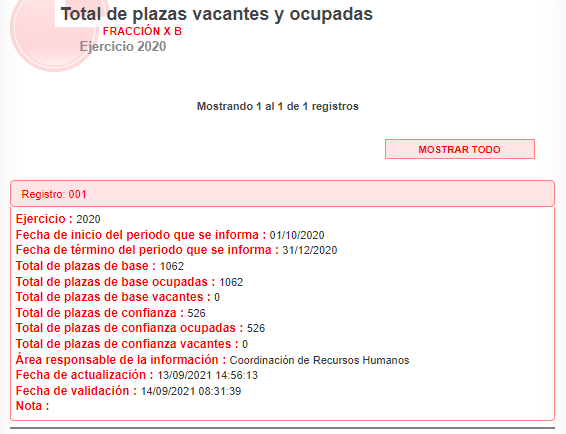 Total de plazas vacantes y ocupadas
FRACCIÓN X B
Ejercicio 2020
Mostrando 1 al 1 de 1 registros
MOSTRAR TODO
Registro: 001
Ejercicio : 2020
Fecha de inicio del periodo que se informa : 01/10/2020
Fecha de término del periodo que se informa : 31/12/2020
Total de plazas de base : 1062
Total de plazas de base ocupadas : 1062
Total de plazas de base vacantes : 0
Total de plazas de confianza : 526
Total de plazas de confianza ocupadas : 526
Total de plazas de confianza vacantes : 0
Área responsable de la información : Coordinación de Recursos Humanos
Fecha de actualización : 13/09/2021 14:56:13
Fecha de validación : 14/09/2021 08:31:39
Nota :